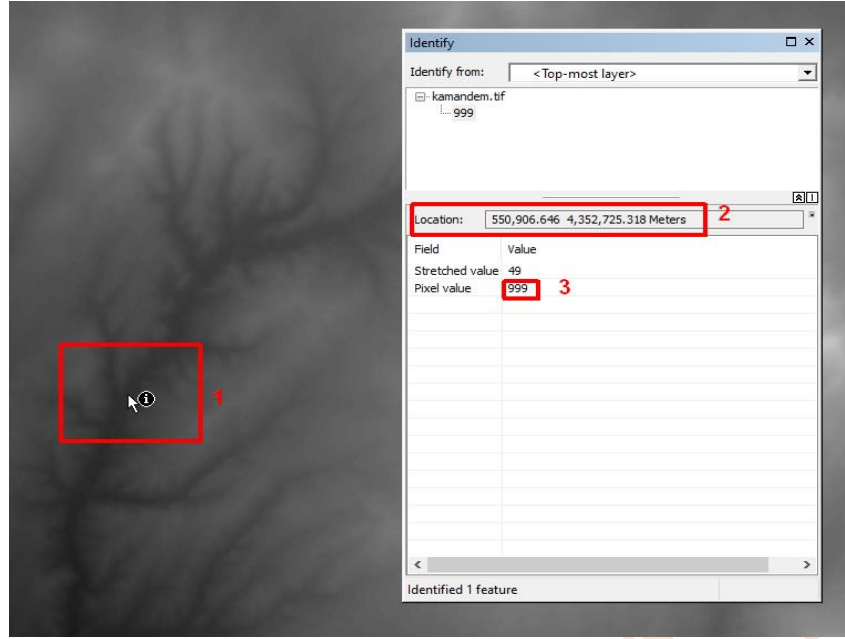 Identify
Identify from: <Top-most layer>
kamandem.tif
999
Location: 550,906.646 4,352,725.318 Meters
2
Field Value
Stretched value 49
Pixel value 999
3
1
Identified 1 feature